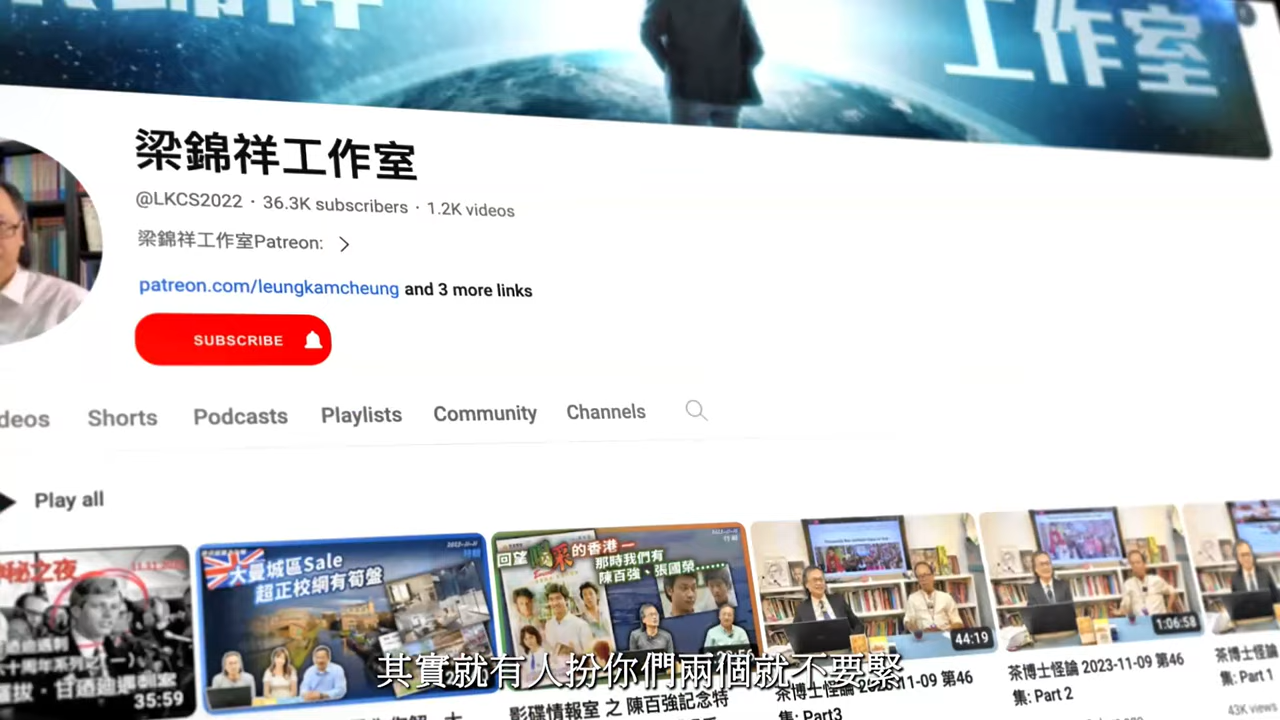 工作室
梁錦祥工作室
@LKCS2022 · 36.3K subscribers · 1.2K videos
梁錦祥工作室Patreon:
patreon.com/leungkamcheung and 3 more links
SUBSCRIBE
Shorts
Podcasts
Playlists
Community
Channels
Play all
神秘之夜
35:59
大曼城區Sale
超正校網有筍盤
回望
的香港一
那時我們有
陳百強、張國榮......
44:19
1:06:58
其實就有人扮你們兩個就不要緊
影碟情報室 之 陳百強記念特
茶博士怪論 2023-11-09 第46
集: Part3
茶博士怪論 2023-11-09 第46
集: Part 2
茶博士怪論
集: Part 1
43K views